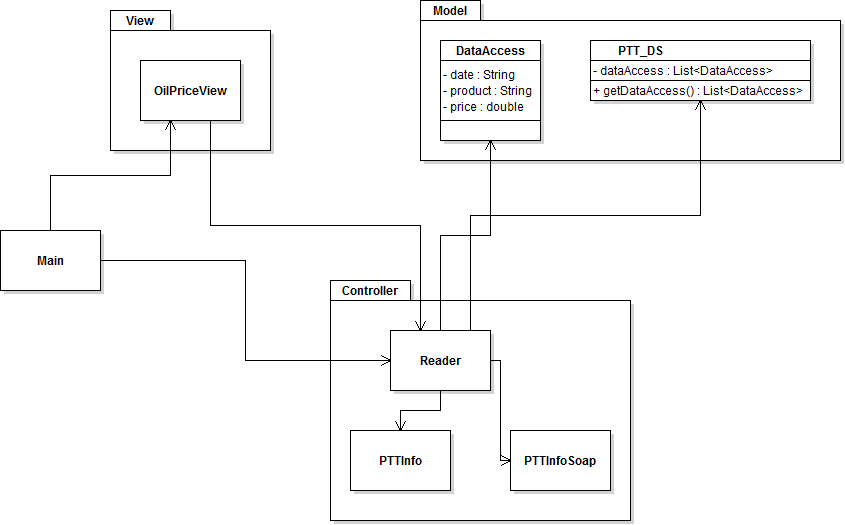 View
OilPriceView
Model
DataAccess
- date : String
- product : String
- price : double
PTT_DS
- dataAccess : List<DataAccess>
+ getDataAccess() : List<DataAccess>
Main
Controller
Reader
PTTInfo
PTTInfoSoap